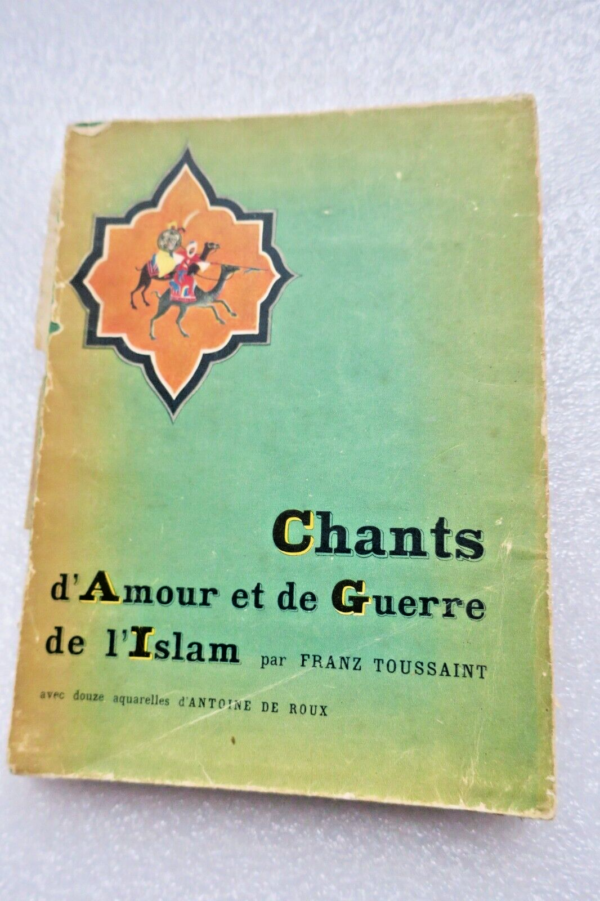 Chants
d'Amour et de Guerre
de l'Islam par FRANZ TOUSSAINT
avec douze aquarelles d'ANTOINE DE ROUX